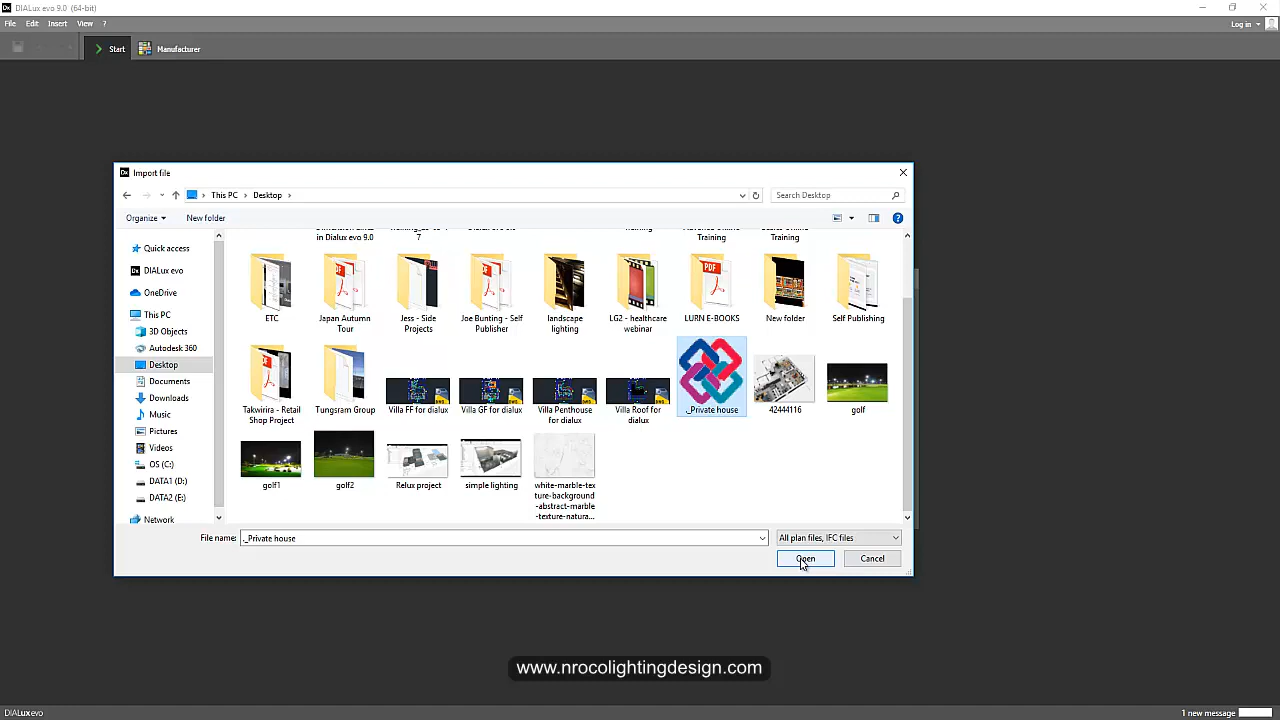 DIALux evo 9.0 (64-bit)
File Edit Insert View ?
Log in
Start
Manufacturer
Import file
This PC > Desktop >
Search Desktop
Organize
New folder
Quick access
DIALux evo
OneDrive
This PC
3D Objects
Autodesk 360
Desktop
Documents
Downloads
Music
Pictures
Videos
OS (C:)
DATA1 (D:)
DATA2 (E:)
Network
in Dialux evo 9.0
7
Training
Training
ETC
Japan Autumn
Tour
Jess - Side
Projects
Joe Bunting - Self
Publisher
landscape
lighting
LG2 - healthcare
webinar
LURN E-BOOKS
New folder
Self Publishing
Takwirira - Retail
Shop Project
Tungsram Group
Villa FF for dialux
Villa GF for dialux
Villa Penthouse
for dialux
Villa Roof for
dialux
._Private house
42444116
golf
golf1
golf2
Relux project
simple lighting
white-marble-tex
ture-background
-abstract-marble
-texture-natura...
File name:
._Private house
All plan files, IFC files
Open
Cancel
www.nrocolightingdesign.com
DIALux evo
1 new message